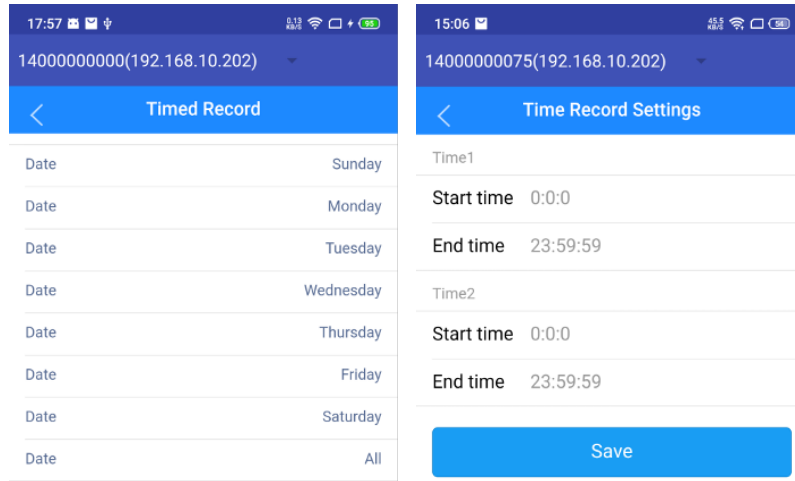 17:57 0.13 KB/S 95
14000000000(192.168.10.202)
Timed Record
Date Sunday
Date Monday
Date Tuesday
Date Wednesday
Date Thursday
Date Friday
Date Saturday
Date All
15:06 45.5 KB/S
14000000075(192.168.10.202)
Time Record Settings
Time1
Start time 0:0:0
End time 23:59:59
Time2
Start time 0:0:0
End time 23:59:59
Save